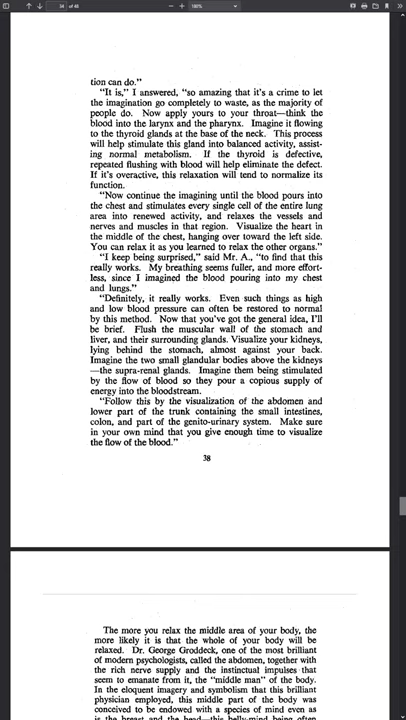 34
of 48
180%
tion can do."
"It is," I answered, "so amazing that it's a crime to let
the imagination go completely to waste, as the majority of
people do. Now apply yours to your throat—think the
blood into the larynx and the pharynx. Imagine it flowing
to the thyroid glands at the base of the neck. This process
will help stimulate this gland into balanced activity, assist-
ing normal metabolism. If the thyroid is defective,
repeated flushing with blood will help eliminate the defect.
If it's overactive, this relaxation will tend to normalize its
function.
"Now continue the imagining until the blood pours into
the chest and stimulates every single cell of the entire lung
area into renewed activity, and relaxes the vessels and
nerves and muscles in that region. Visualize the heart in
the middle of the chest, hanging over toward the left side.
You can relax it as you learned to relax the other organs."
"I keep being surprised," said Mr. A., "to find that this
really works. My breathing seems fuller, and more effort-
less, since I imagined the blood pouring into my chest
and lungs."
"Definitely, it really works. Even such things as high
and low blood pressure can often be restored to normal
by this method. Now that you've got the general idea, I'll
be brief. Flush the muscular wall of the stomach and
liver, and their surrounding glands. Visualize your kidneys,
lying behind the stomach, almost against your back.
Imagine the two small glandular bodies above the kidneys
—the supra-renal glands. Imagine them being stimulated
by the flow of blood so they pour a copious supply of
energy into the bloodstream.
"Follow this by the visualization of the abdomen and
lower part of the trunk containing the small intestines,
colon, and part of the genito-urinary system. Make sure
in your own mind that you give enough time to visualize
the flow of the blood."
38
The more you relax the middle area of your body, the
more likely it is that the whole of your body will be
relaxed. Dr. George Groddeck, one of the most brilliant
of modern psychologists, called the abdomen, together with
the rich nerve supply and the instinctual impulses that
seem to emanate from it, the "middle man" of the body.
In the eloquent imagery and symbolism that this brilliant
physician employed, this middle part of the body was
conceived to be endowed with a species of mind even as
is the breast and the head—this belly-mind being often